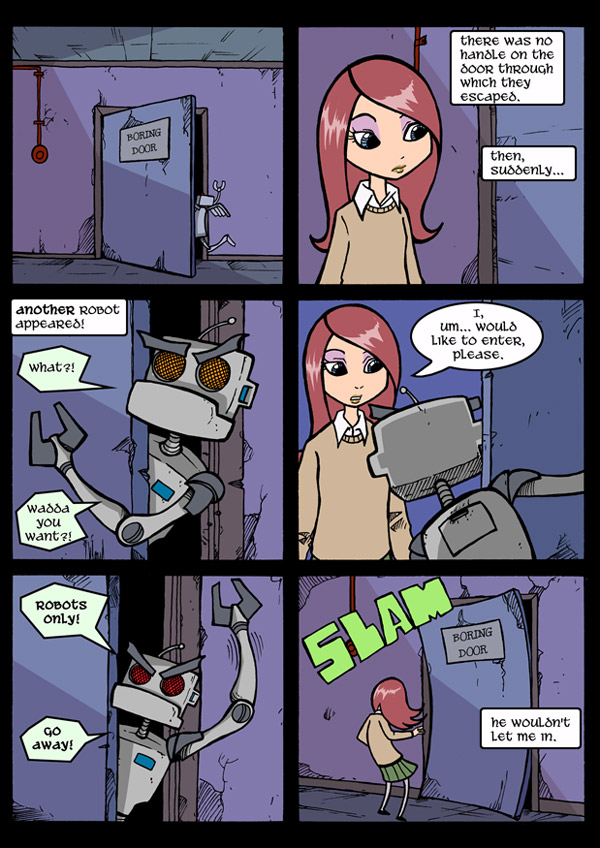 BORING
DOOR
there was no
handle on the
door through
which they
escaped.
then,
suddenly...
another robot
appeared!
what?!
wadda
you
want?!
I,
um... would
like to enter,
please.
robots
only!
go
away!
SLAM
BORING
DOOR
he wouldn't
let me in.